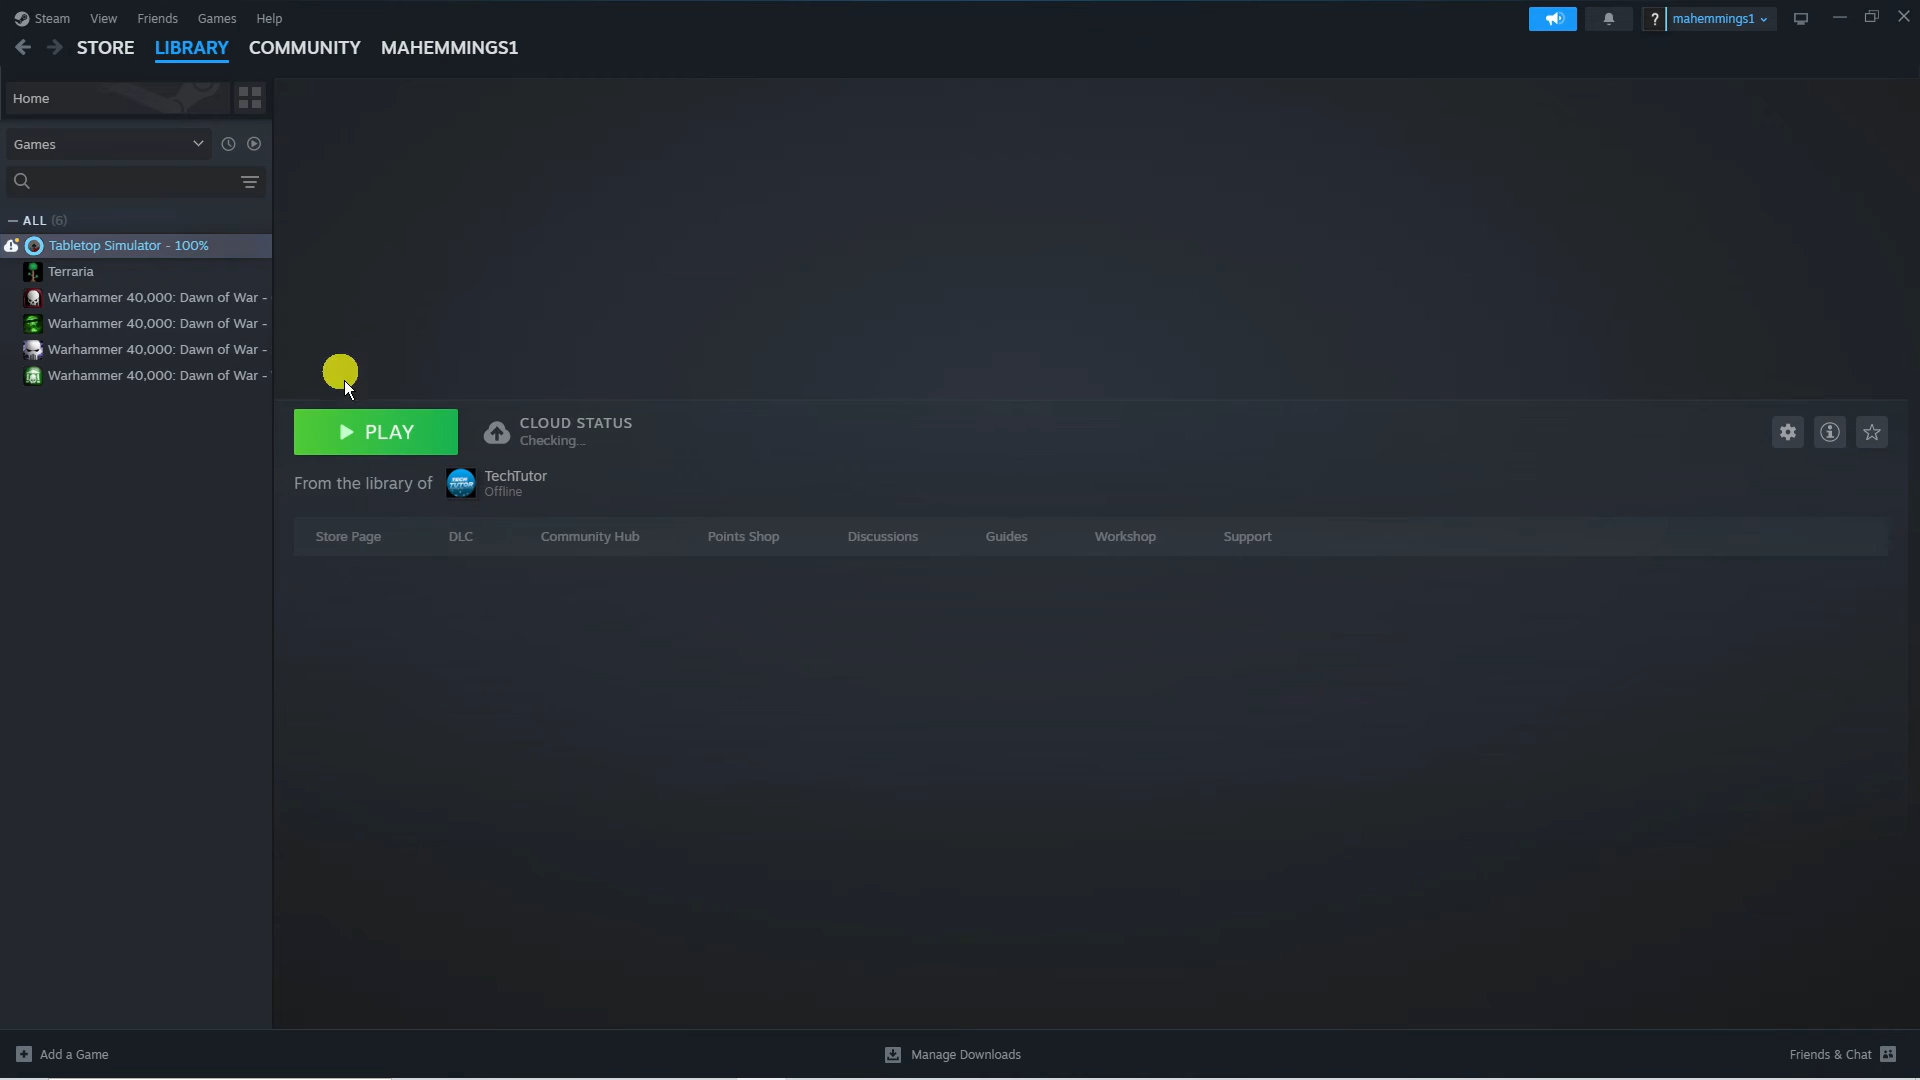 Steam View Friends Games Help
? mahemmings1
STORE LIBRARY COMMUNITY MAHEMMINGS1
Home
Games
ALL (6)
Tabletop Simulator - 100%
Terraria
Warhammer 40,000: Dawn of War -
Warhammer 40,000: Dawn of War -
Warhammer 40,000: Dawn of War -
Warhammer 40,000: Dawn of War -
PLAY
CLOUD STATUS
Checking...
From the library of
TECH TUTOR
TechTutor
Offline
Store Page DLC Community Hub Points Shop Discussions Guides Workshop Support
Add a Game
Manage Downloads
Friends & Chat